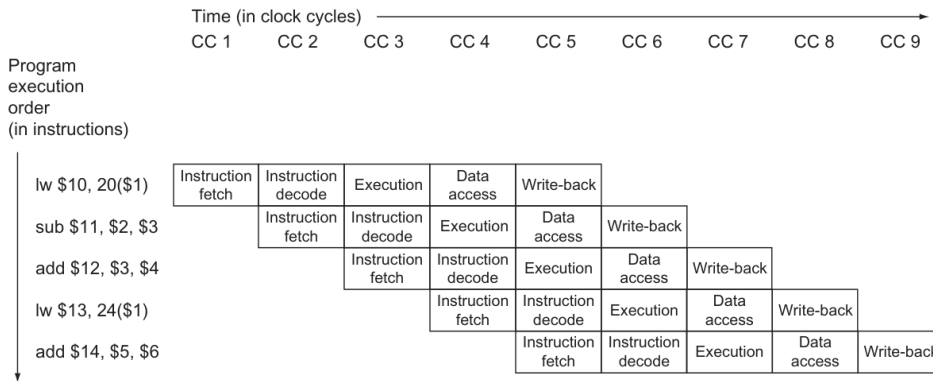 Time (in clock cycles)
CC 1 CC 2 CC 3 CC 4 CC 5 CC 6 CC 7 CC 8 CC 9
Program
execution
order
(in instructions)
lw $10, 20($1) Instruction fetch Instruction decode Execution Data access Write-back
sub $11, $2, $3 Instruction fetch Instruction decode Execution Data access Write-back
add $12, $3, $4 Instruction fetch Instruction decode Execution Data access Write-back
lw $13, 24($1) Instruction fetch Instruction decode Execution Data access Write-back
add $14, $5, $6 Instruction fetch Instruction decode Execution Data access Write-back